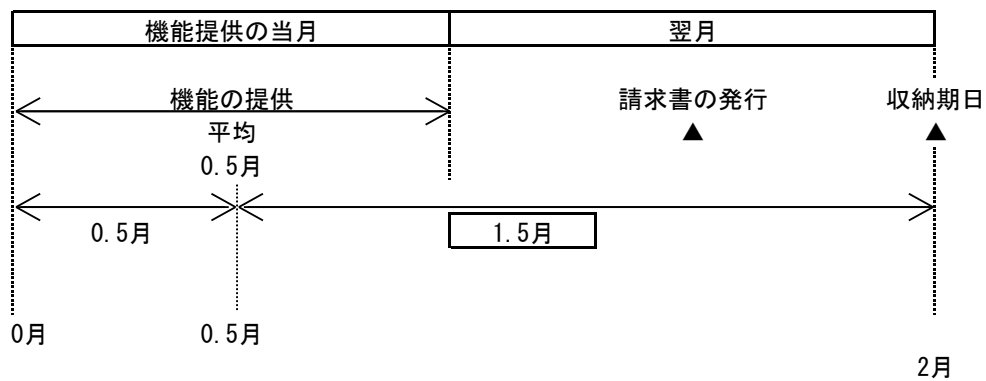 機能提供の当月 翌月
機能の提供 請求書の発行 収納期日
平均 ▲ ▲
0.5月
0.5月 1.5月
0月 0.5月
2月